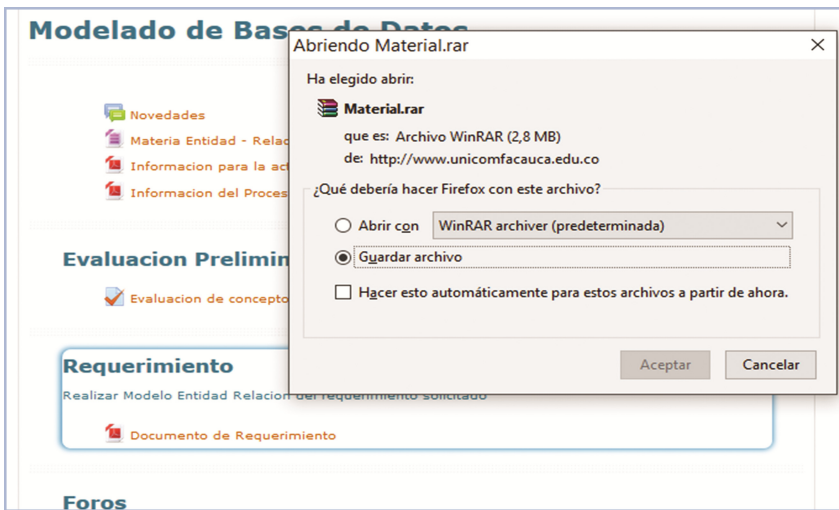 Modelado de Bases de Datos
Novedades
Materia Entidad - Relac
Informacion para la act
Informacion del Proces
Evaluacion Prelimin
Evaluacion de concepto
Requerimiento
Realizar Modelo Entidad Relacion del requerimiento solicitado
Documento de Requerimiento
Foros
Abriendo Material.rar
Ha elegido abrir:
Material.rar
que es: Archivo WinRAR (2,8 MB)
de: http://www.unicomfacauca.edu.co
¿Qué debería hacer Firefox con este archivo?
Abrir con WinRAR archiver (predeterminada)
Guardar archivo
Hacer esto automáticamente para estos archivos a partir de ahora.
Aceptar Cancelar